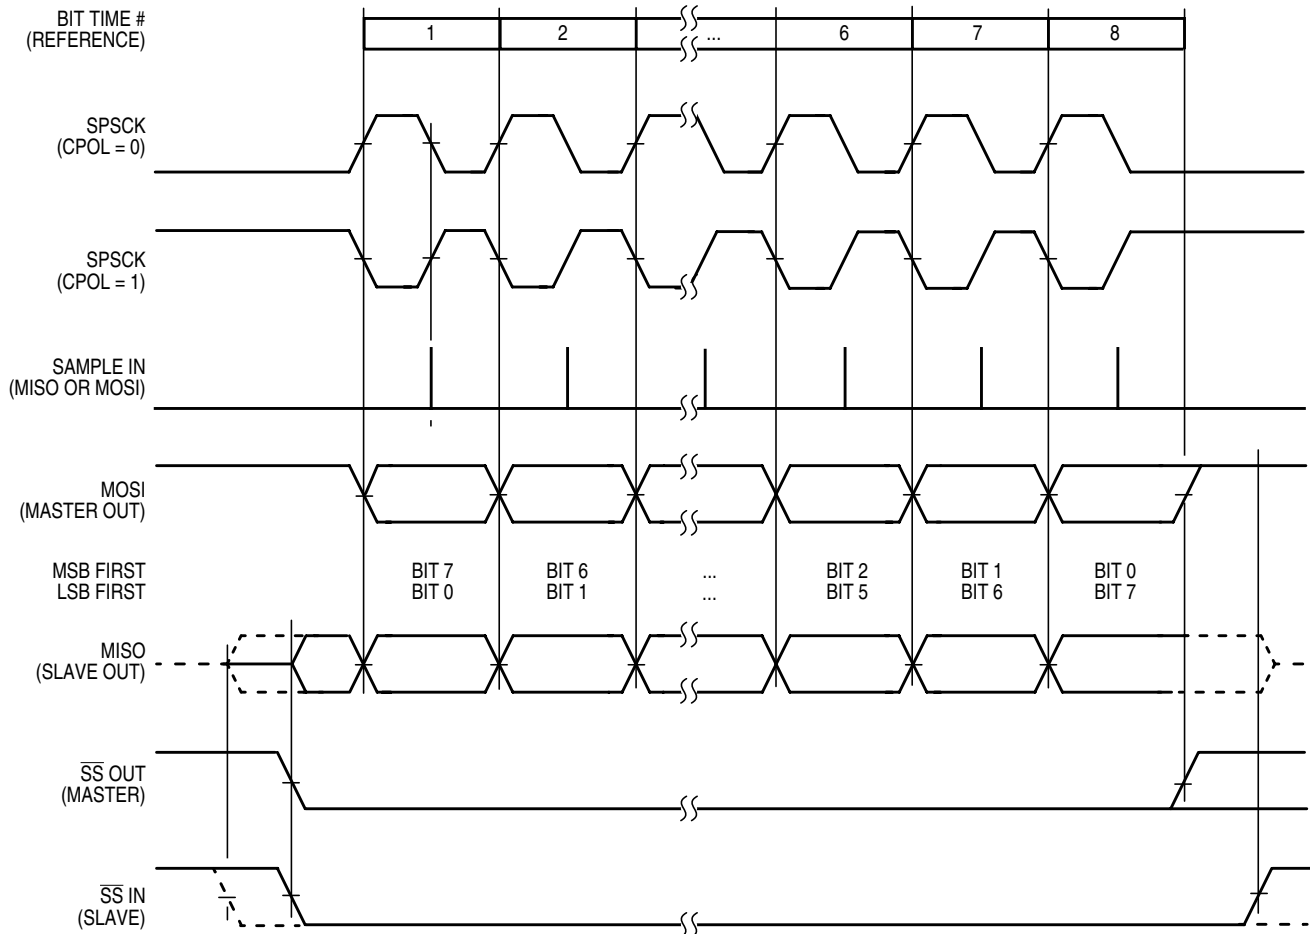 BIT TIME #
(REFERENCE)
1 2 ... 6 7 8
SPSCK
(CPOL = 0)
SPSCK
(CPOL = 1)
SAMPLE IN
(MISO OR MOSI)
MOSI
(MASTER OUT)
MSB FIRST BIT 7 BIT 6 ... BIT 2 BIT 1 BIT 0
LSB FIRST BIT 0 BIT 1 ... BIT 5 BIT 6 BIT 7
MISO
(SLAVE OUT)
S̅S̅ OUT
(MASTER)
S̅S̅ IN
(SLAVE)